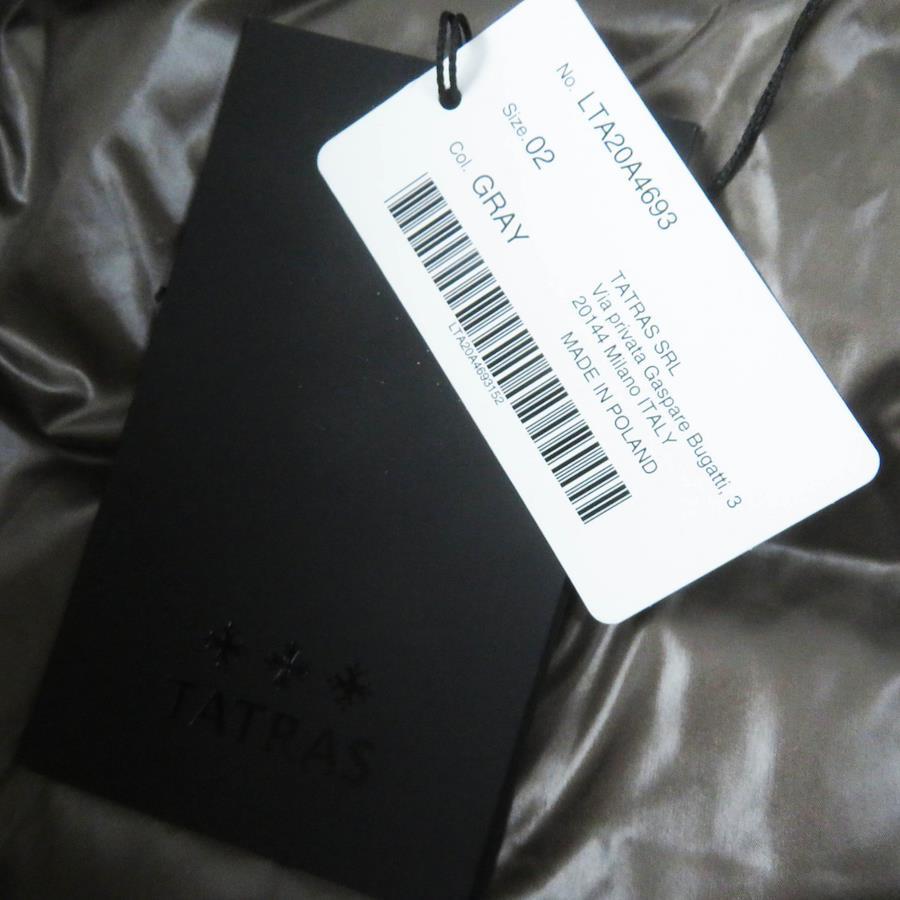 No. LTA20A4693
Size. 02
Col. GRAY
LTA20A4693152
TATRAS SRL
Via privata Gaspare Bugatti, 3
20144 Milano ITALY
MADE IN POLAND
TATRAS